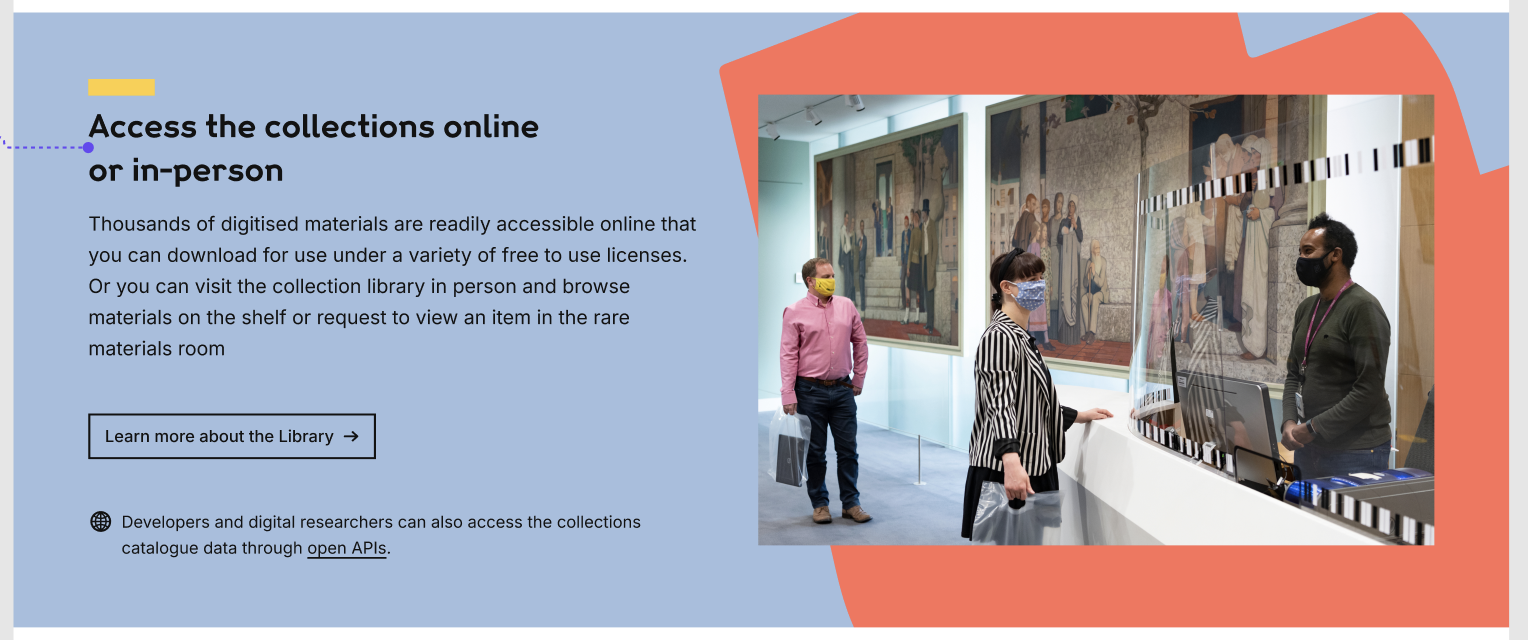 Access the collections online
or in-person
Thousands of digitised materials are readily accessible online that
you can download for use under a variety of free to use licenses.
Or you can visit the collection library in person and browse
materials on the shelf or request to view an item in the rare
materials room
Learn more about the Library →
Developers and digital researchers can also access the collections
catalogue data through open APIs.